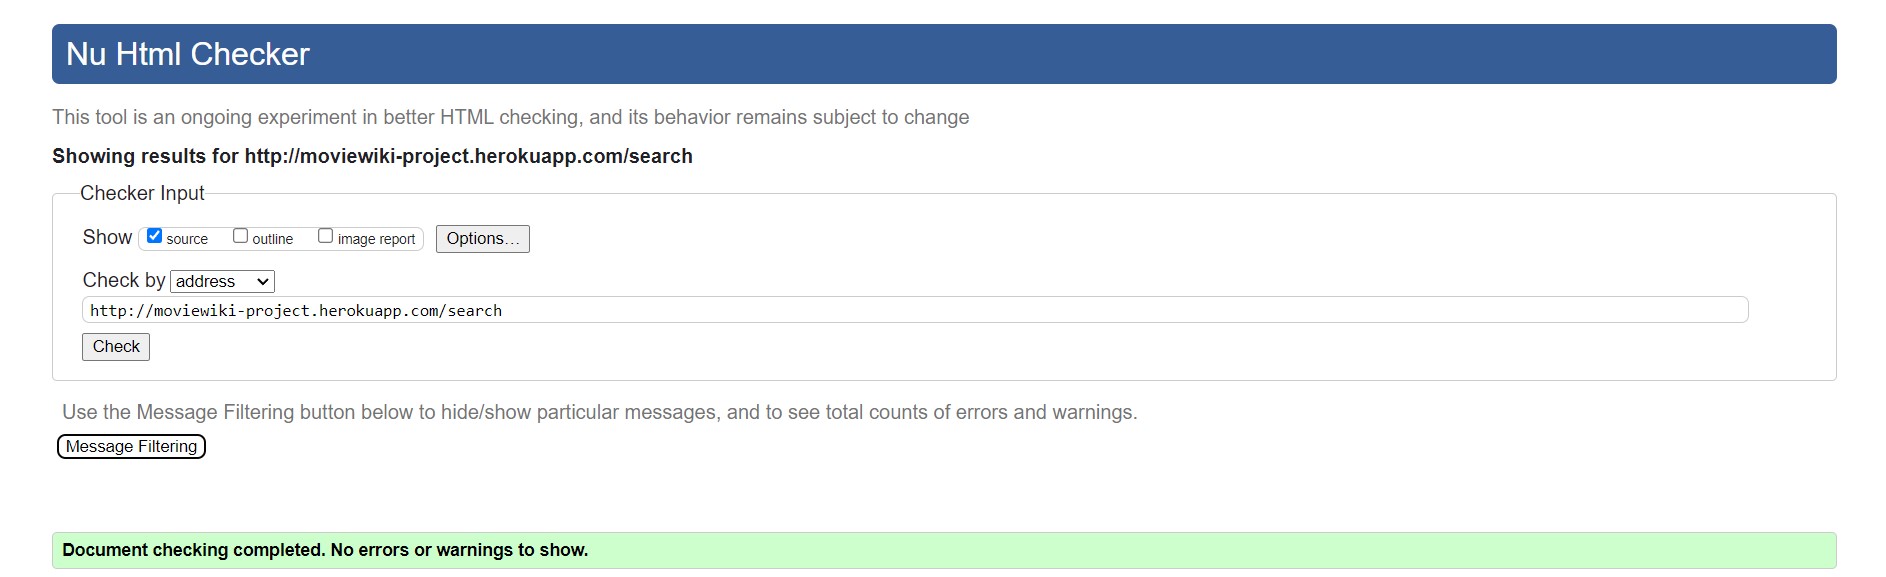 Nu Html Checker
This tool is an ongoing experiment in better HTML checking, and its behavior remains subject to change
Showing results for http://moviewiki-project.herokuapp.com/search
Checker Input
Show source outline image report Options...
Check by address
http://moviewiki-project.herokuapp.com/search
Check
Use the Message Filtering button below to hide/show particular messages, and to see total counts of errors and warnings.
Message Filtering
Document checking completed. No errors or warnings to show.